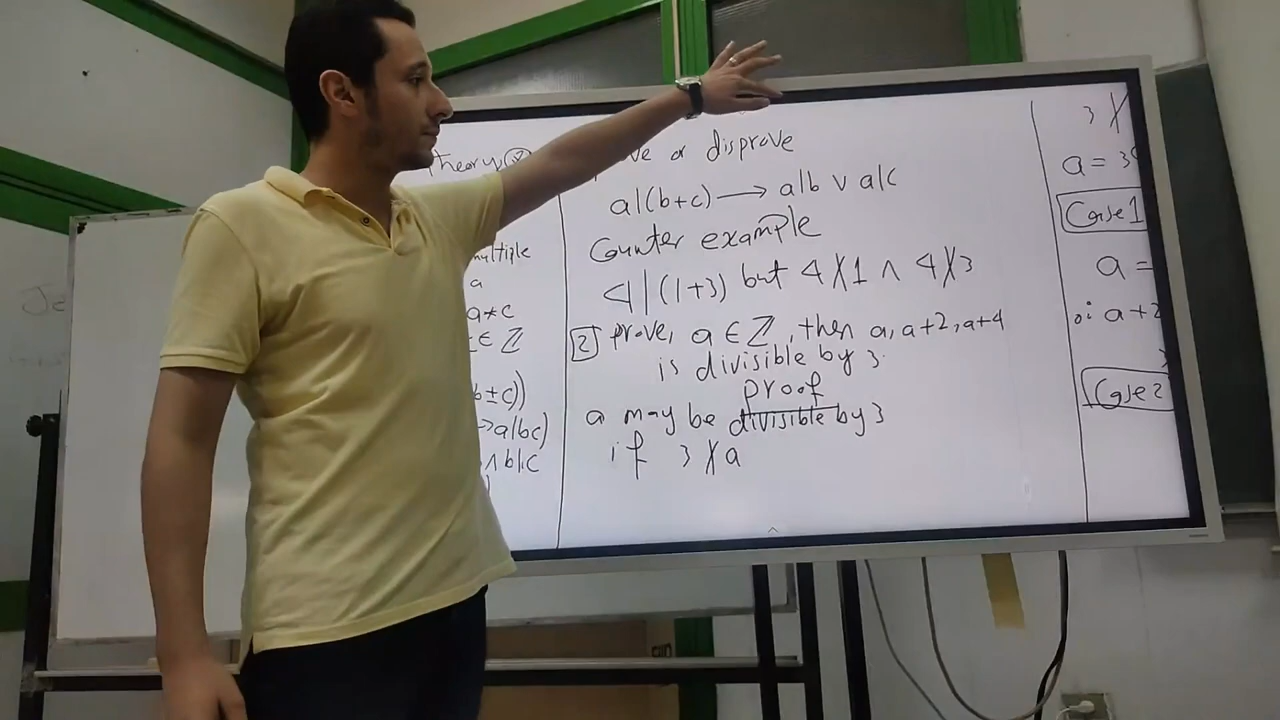 Theory
multiple
a
a*c
∈ Z
b±c))
→a|bc)
∧ b|c
or disprove
a|(b+c) → a|b ∨ a|c
Counter example
4|(1+3) but 4∤1 ∧ 4∤3
[2] prove, a ∈ Z, then a, a+2, a+4
is divisible by 3.
proof
a may be divisible by 3
if 3∤a
3∤
a = 3
Case 1
a =
∴ a+2
Case 2